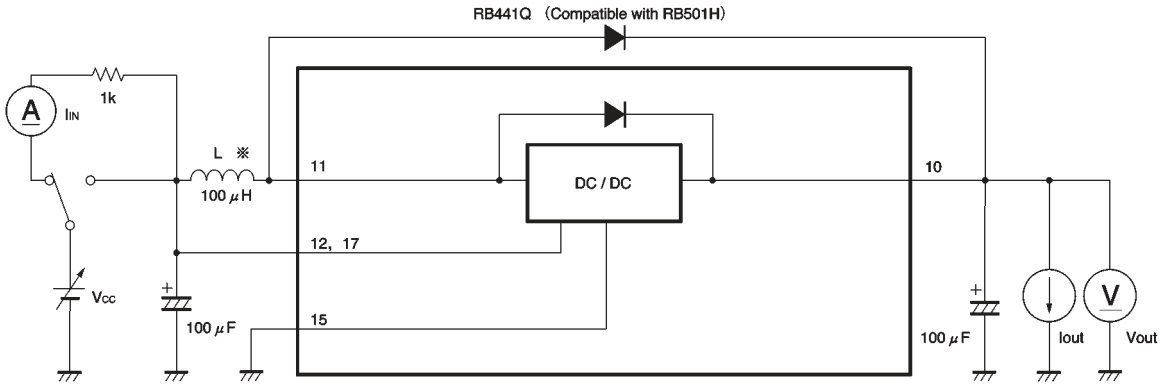 RB441Q (Compatible with RB501H)
1k
A
IIN
L ※
100 μH
11
DC / DC
10
12, 17
VCC
100 μF
15
100 μF
Iout
V
Vout
+
+